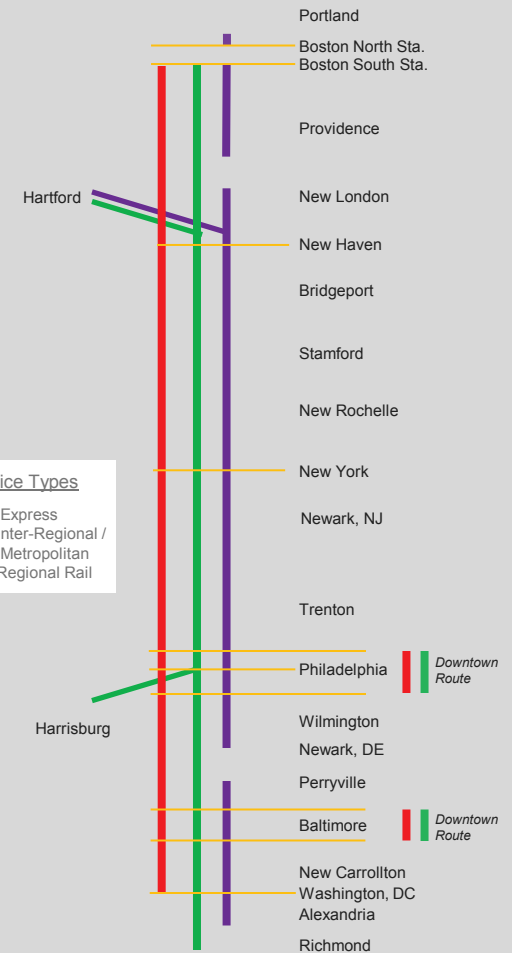 Portland
Boston North Sta.
Boston South Sta.
Providence
Hartford
New London
New Haven
Bridgeport
Stamford
New Rochelle
New York
ice Types
Express
nter-Regional /
Metropolitan
Regional Rail
Newark, NJ
Trenton
Philadelphia
Downtown
Route
Harrisburg
Wilmington
Newark, DE
Perryville
Baltimore
Downtown
Route
New Carrollton
Washington, DC
Alexandria
Richmond